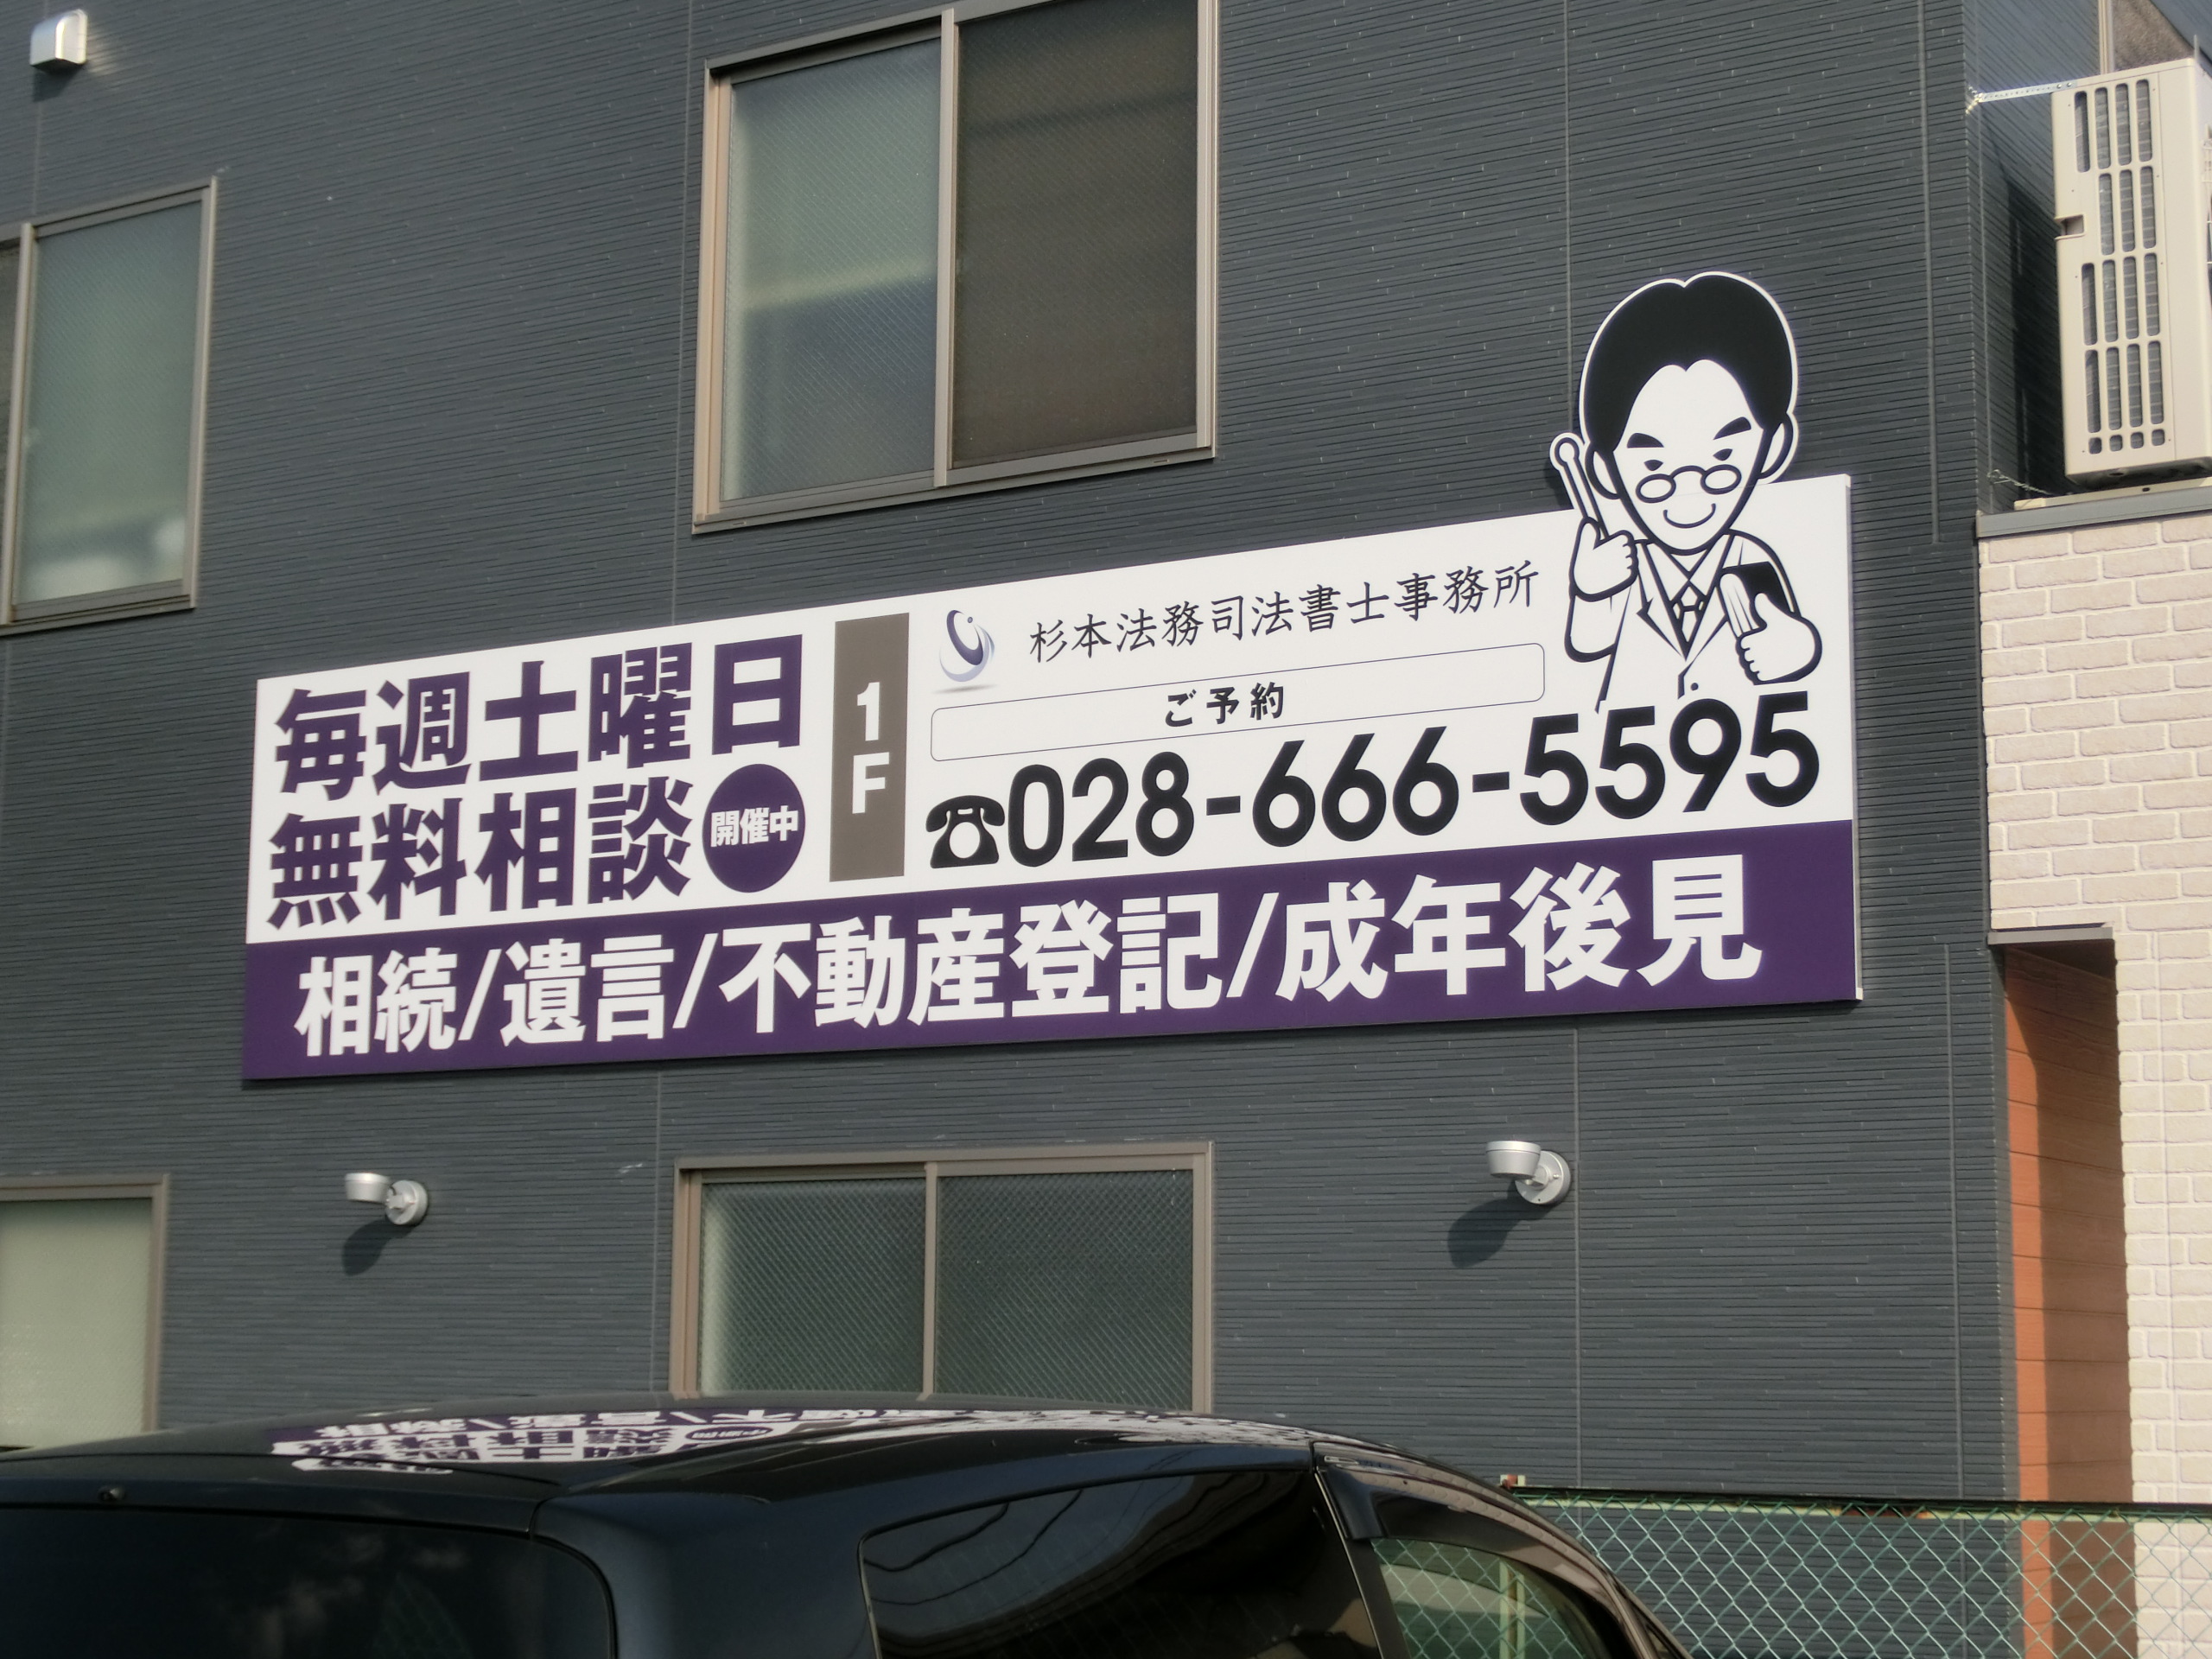 毎週土曜日
無料相談
開催中
1F
杉本法務司法書士事務所
ご予約
☎028-666-5595
相続/遺言/不動産登記/成年後見